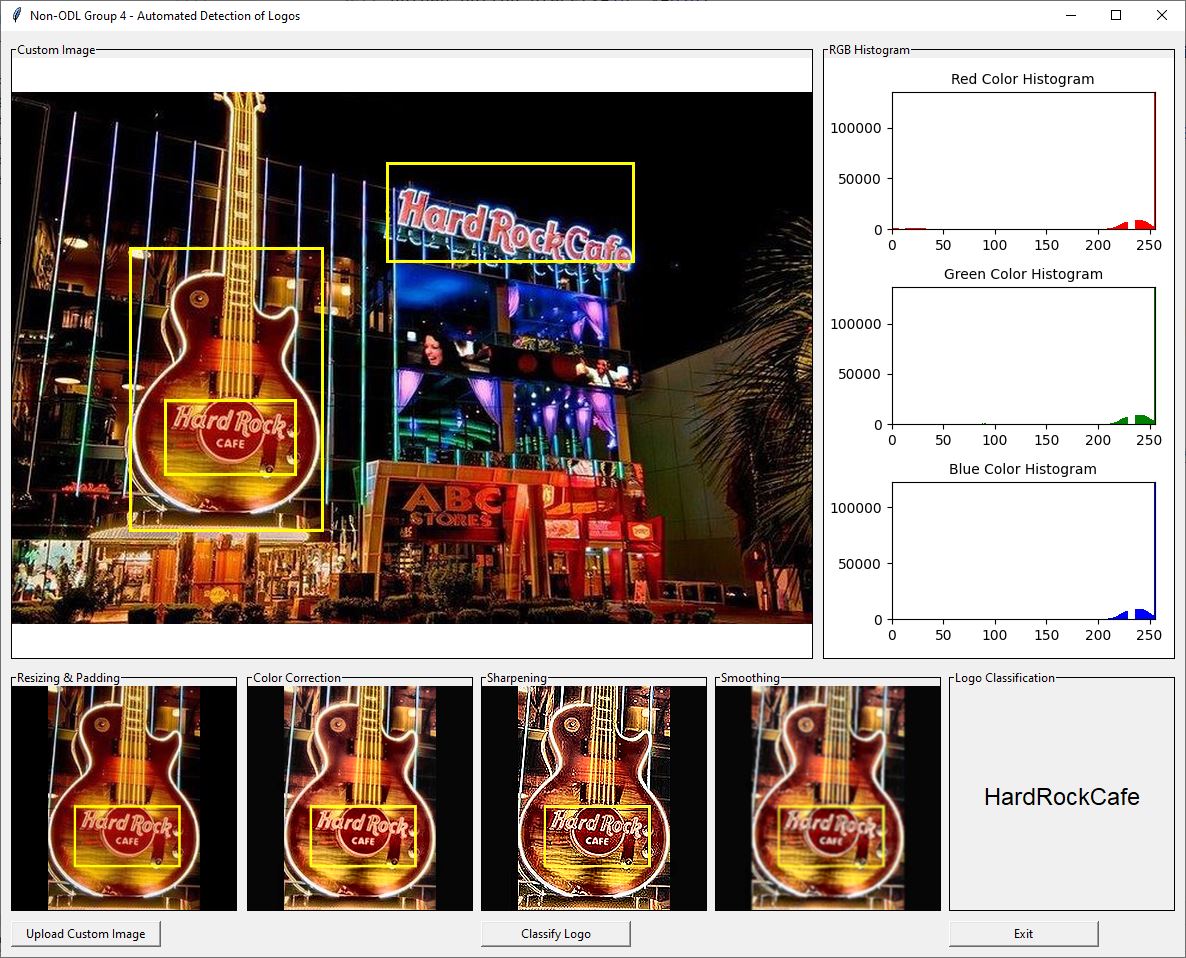 Non-ODL Group 4 - Automated Detection of Logos
Custom Image
Hard Rock Cafe
Hard Rock
CAFE
ABC
STORES
RGB Histogram
Red Color Histogram
100000
50000
0
0 50 100 150 200 250
Green Color Histogram
100000
50000
0
0 50 100 150 200 250
Blue Color Histogram
100000
50000
0
0 50 100 150 200 250
Resizing & Padding
Hard Rock
CAFE
Color Correction
Hard Rock
CAFE
Sharpening
Hard Rock
CAFE
Smoothing
Hard Rock
CAFE
Logo Classification
HardRockCafe
Upload Custom Image
Classify Logo
Exit